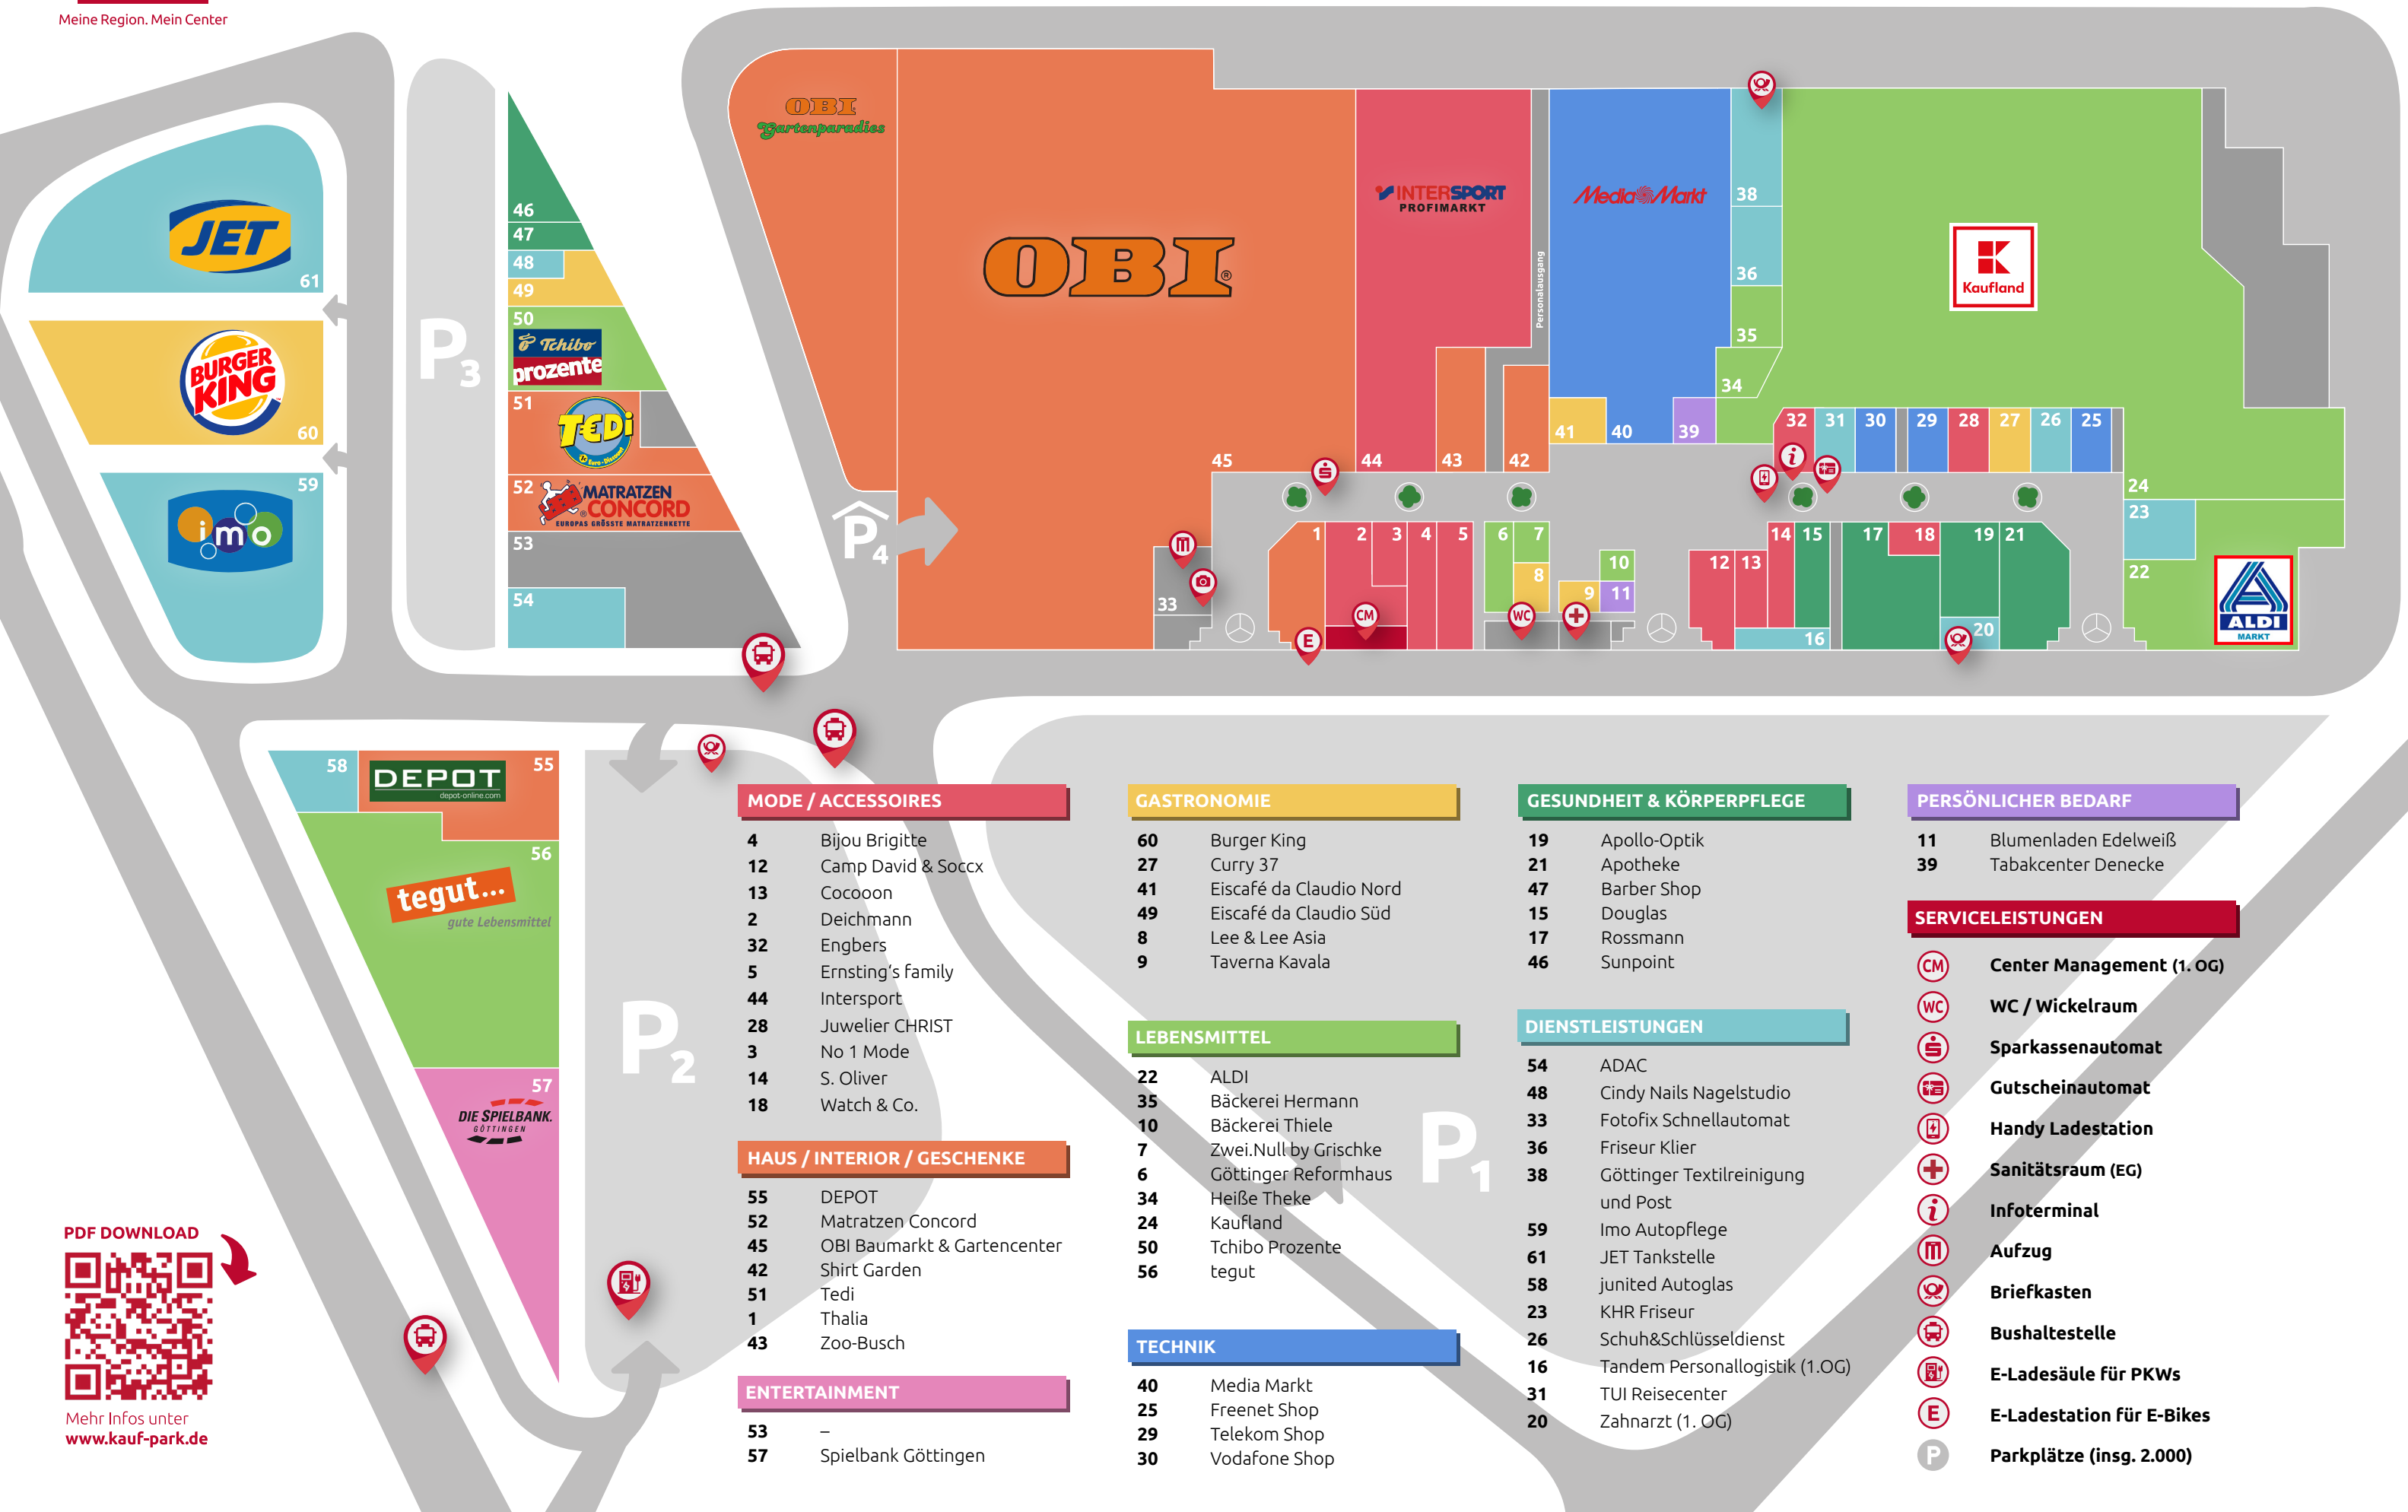 Meine Region. Mein Center
JET
61
BURGER
KING
60
59
imo
P3
46
47
48
49
50
Tchibo
prozente
51
TEDi
Euro-Discount
52
MATRATZEN
CONCORD
EUROPAS GRÖSSTE MATRATZENKETTE
53
54
OBI
Gartenparadies
OBI®
P4
45
33
INTERSPORT
PROFIMARKT
44
43
42
Personalausgang
Media Markt
41
40
39
38
36
35
34
Kaufland
32
31
30
29
28
27
26
25
24
23
22
ALDI
MARKT
1
2
3
4
5
6
7
8
9
10
11
12
13
14
15
16
17
18
19
20
21
CM
WC
E
58
DEPOT
depot-online.com
55
56
tegut...
gute Lebensmittel
57
DIE SPIELBANK.
GÖTTINGEN
P2
P1
MODE / ACCESSOIRES
4 Bijou Brigitte
12 Camp David & Soccx
13 Cocooon
2 Deichmann
32 Engbers
5 Ernsting's family
44 Intersport
28 Juwelier CHRIST
3 No 1 Mode
14 S. Oliver
18 Watch & Co.
HAUS / INTERIOR / GESCHENKE
55 DEPOT
52 Matratzen Concord
45 OBI Baumarkt & Gartencenter
42 Shirt Garden
51 Tedi
1 Thalia
43 Zoo-Busch
ENTERTAINMENT
53 –
57 Spielbank Göttingen
GASTRONOMIE
60 Burger King
27 Curry 37
41 Eiscafé da Claudio Nord
49 Eiscafé da Claudio Süd
8 Lee & Lee Asia
9 Taverna Kavala
LEBENSMITTEL
22 ALDI
35 Bäckerei Hermann
10 Bäckerei Thiele
7 Zwei.Null by Grischke
6 Göttinger Reformhaus
34 Heiße Theke
24 Kaufland
50 Tchibo Prozente
56 tegut
TECHNIK
40 Media Markt
25 Freenet Shop
29 Telekom Shop
30 Vodafone Shop
GESUNDHEIT & KÖRPERPFLEGE
19 Apollo-Optik
21 Apotheke
47 Barber Shop
15 Douglas
17 Rossmann
46 Sunpoint
DIENSTLEISTUNGEN
54 ADAC
48 Cindy Nails Nagelstudio
33 Fotofix Schnellautomat
36 Friseur Klier
38 Göttinger Textilreinigung
und Post
59 Imo Autopflege
61 JET Tankstelle
58 junited Autoglas
23 KHR Friseur
26 Schuh&Schlüsseldienst
16 Tandem Personallogistik (1.OG)
31 TUI Reisecenter
20 Zahnarzt (1. OG)
PERSÖNLICHER BEDARF
11 Blumenladen Edelweiß
39 Tabakcenter Denecke
SERVICELEISTUNGEN
CM Center Management (1. OG)
WC WC / Wickelraum
Sparkassenautomat
Gutscheinautomat
Handy Ladestation
Sanitätsraum (EG)
Infoterminal
Aufzug
Briefkasten
Bushaltestelle
E-Ladesäule für PKWs
E E-Ladestation für E-Bikes
P Parkplätze (insg. 2.000)
PDF DOWNLOAD
Mehr Infos unter
www.kauf-park.de